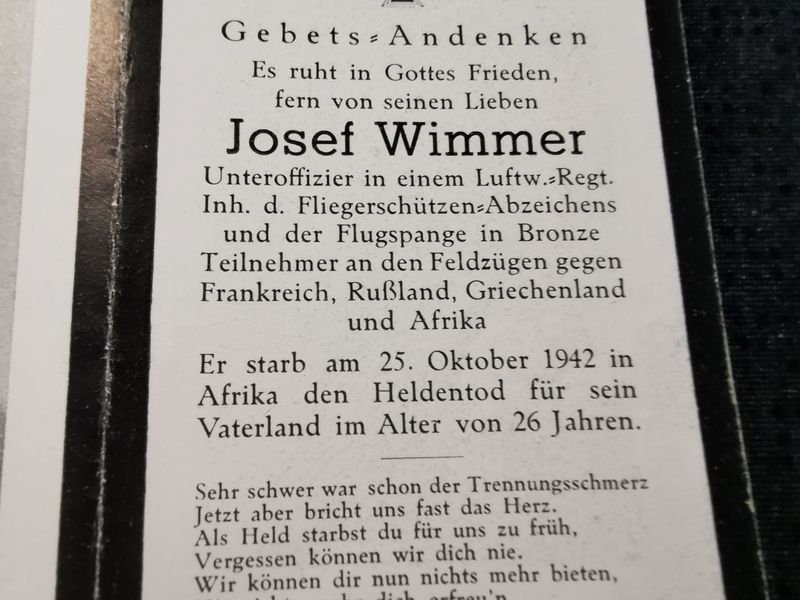 Gebets=Andenken
Es ruht in Gottes Frieden,
fern von seinen Lieben
Josef Wimmer
Unteroffizier in einem Luftw.=Regt.
Inh. d. Fliegerschützen=Abzeichens
und der Flugspange in Bronze
Teilnehmer an den Feldzügen gegen
Frankreich, Rußland, Griechenland
und Afrika
Er starb am 25. Oktober 1942 in
Afrika den Heldentod für sein
Vaterland im Alter von 26 Jahren.
Sehr schwer war schon der Trennungsschmerz
Jetzt aber bricht uns fast das Herz.
Als Held starbst du für uns zu früh,
Vergessen können wir dich nie.
Wir können dir nun nichts mehr bieten,
dich erfreu'n